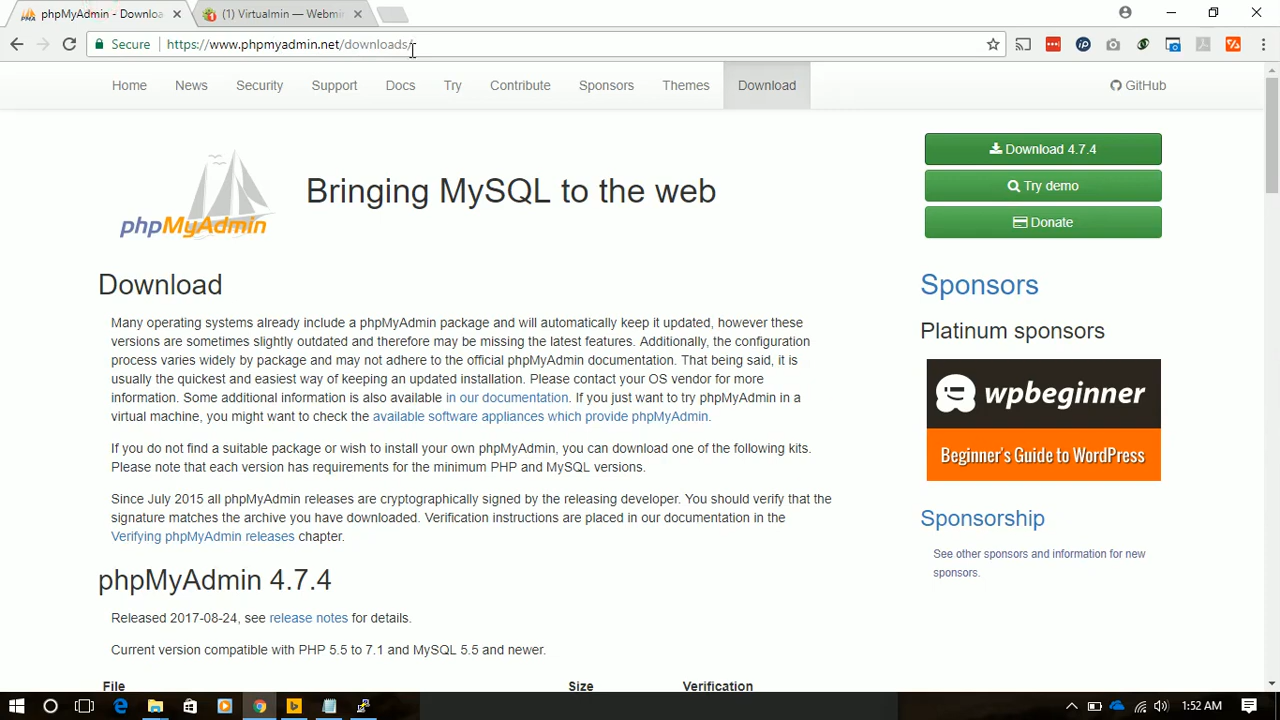 phpMyAdmin - Downloa
(1) Virtualmin — Webmin
Secure
https://www.phpmyadmin.net/downloads/
Home
News
Security
Support
Docs
Try
Contribute
Sponsors
Themes
Download
GitHub
phpMyAdmin
Bringing MySQL to the web
Download 4.7.4
Try demo
Donate
Download
Many operating systems already include a phpMyAdmin package and will automatically keep it updated, however these
versions are sometimes slightly outdated and therefore may be missing the latest features. Additionally, the configuration
process varies widely by package and may not adhere to the official phpMyAdmin documentation. That being said, it is
usually the quickest and easiest way of keeping an updated installation. Please contact your OS vendor for more
information. Some additional information is also available in our documentation. If you just want to try phpMyAdmin in a
virtual machine, you might want to check the available software appliances which provide phpMyAdmin.
If you do not find a suitable package or wish to install your own phpMyAdmin, you can download one of the following kits.
Please note that each version has requirements for the minimum PHP and MySQL versions.
Since July 2015 all phpMyAdmin releases are cryptographically signed by the releasing developer. You should verify that the
signature matches the archive you have downloaded. Verification instructions are placed in our documentation in the
Verifying phpMyAdmin releases chapter.
phpMyAdmin 4.7.4
Released 2017-08-24, see release notes for details.
Current version compatible with PHP 5.5 to 7.1 and MySQL 5.5 and newer.
File
Size
Verification
Sponsors
Platinum sponsors
wpbeginner
Beginner's Guide to WordPress
Sponsorship
See other sponsors and information for new
sponsors.
1:52 AM